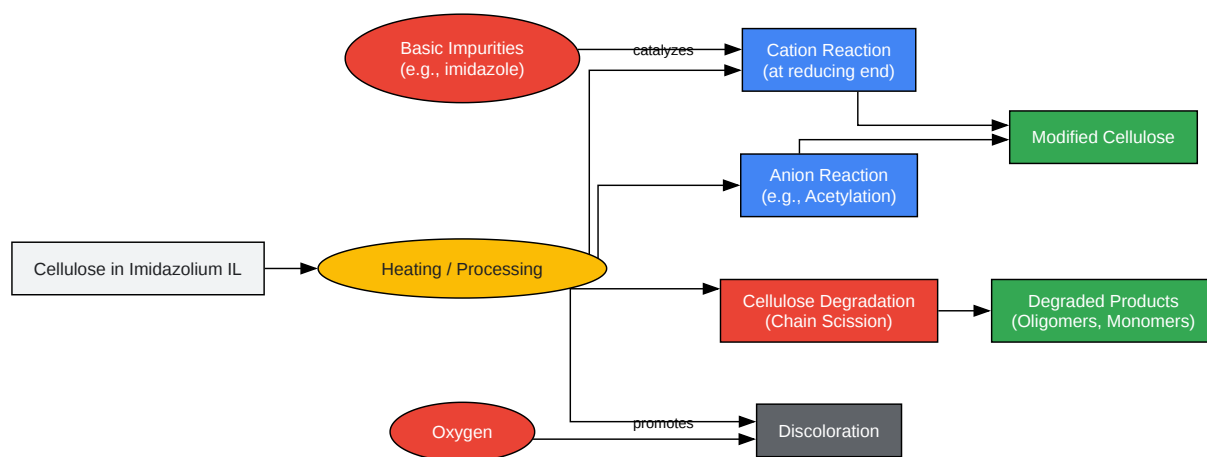 Basic Impurities
(e.g., imidazole)
catalyzes
Cation Reaction
(at reducing end)
Modified Cellulose
Anion Reaction
(e.g., Acetylation)
Cellulose in Imidazolium IL
Heating / Processing
Cellulose Degradation
(Chain Scission)
Degraded Products
(Oligomers, Monomers)
Oxygen
promotes
Discoloration